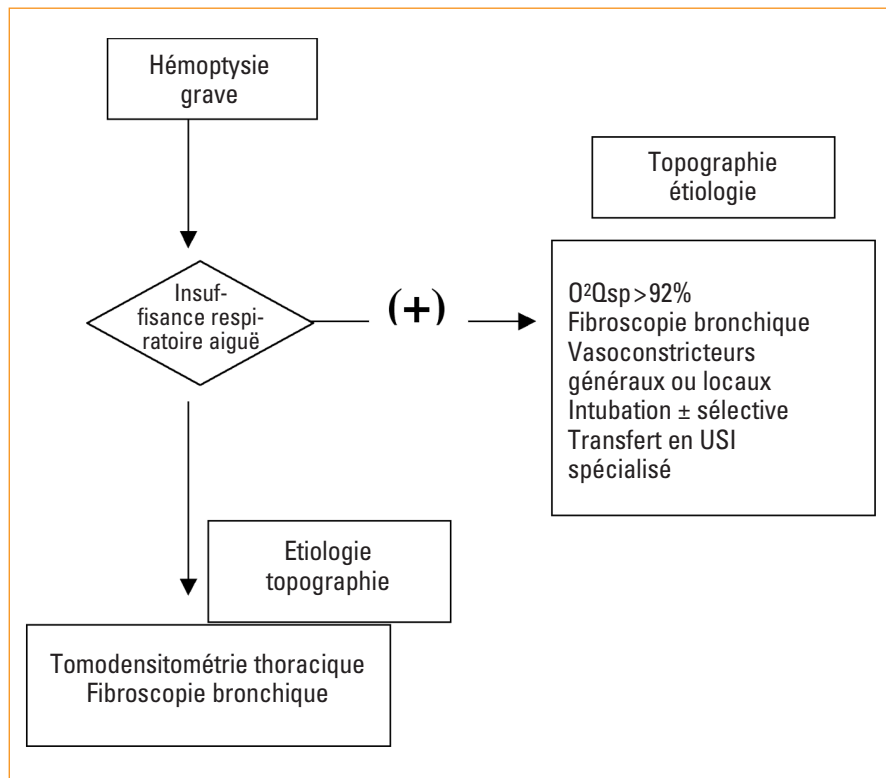 Hémoptysie
grave
Topographie
étiologie
Insuf-
fisance respi-
ratoire aiguë
(+)
O²Qsp>92%
Fibroscopie bronchique
Vasoconstricteurs
généraux ou locaux
Intubation ± sélective
Transfert en USI
spécialisé
Etiologie
topographie
Tomodensitométrie thoracique
Fibroscopie bronchique